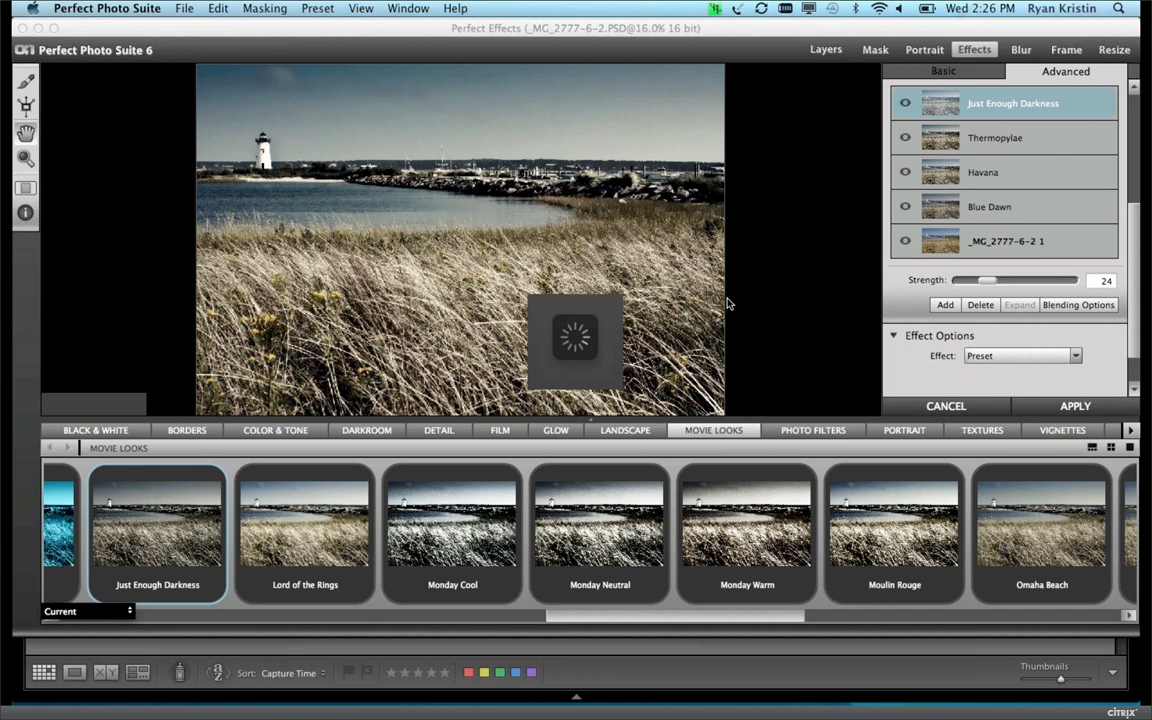 Perfect Photo Suite File Edit Masking Preset View Window Help Wed 2:26 PM Ryan Kristin
Perfect Effects (_MG_2777-6-2.PSD@16.0% 16 bit)
on Perfect Photo Suite 6 Layers Mask Portrait Effects Blur Frame Resize
Basic Advanced
Just Enough Darkness
Thermopylae
Havana
Blue Dawn
_MG_2777-6-2 1
Strength: 24
Add Delete Expand Blending Options
Effect Options
Effect: Preset
CANCEL APPLY
BLACK & WHITE BORDERS COLOR & TONE DARKROOM DETAIL FILM GLOW LANDSCAPE MOVIE LOOKS PHOTO FILTERS PORTRAIT TEXTURES VIGNETTES
MOVIE LOOKS
Just Enough Darkness Lord of the Rings Monday Cool Monday Neutral Monday Warm Moulin Rouge Omaha Beach
Current
X Y Sort: Capture Time Thumbnails
CITRIX